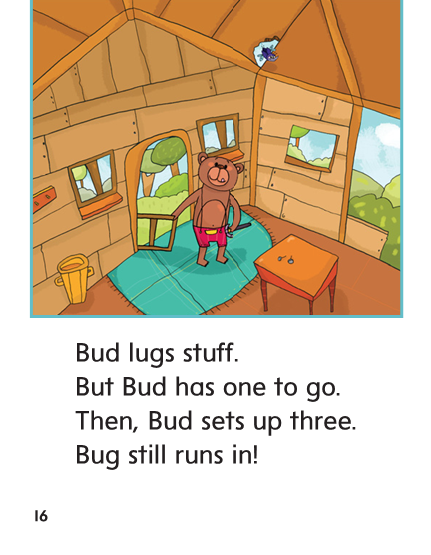 Bud lugs stuff.
But Bud has one to go.
Then, Bud sets up three.
Bug still runs in!
16